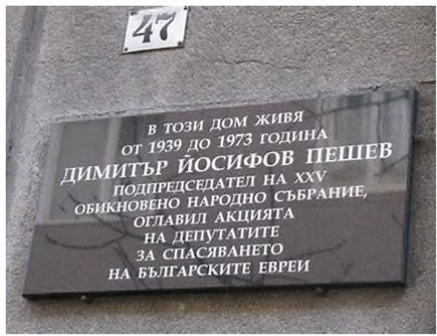 47
В ТОЗИ ДОМ ЖИВЯ
ОТ 1939 ДО 1973 ГОДИНА
ДИМИТЪР ЙОСИФОВ ПЕШЕВ
ПОДПРЕДСЕДАТЕЛ НА XXV
ОБИКНОВЕНО НАРОДНО СЪБРАНИЕ,
ОГЛАВИЛ АКЦИЯТА
НА ДЕПУТАТИТЕ
ЗА СПАСЯВАНЕТО
НА БЪЛГАРСКИТЕ ЕВРЕИ